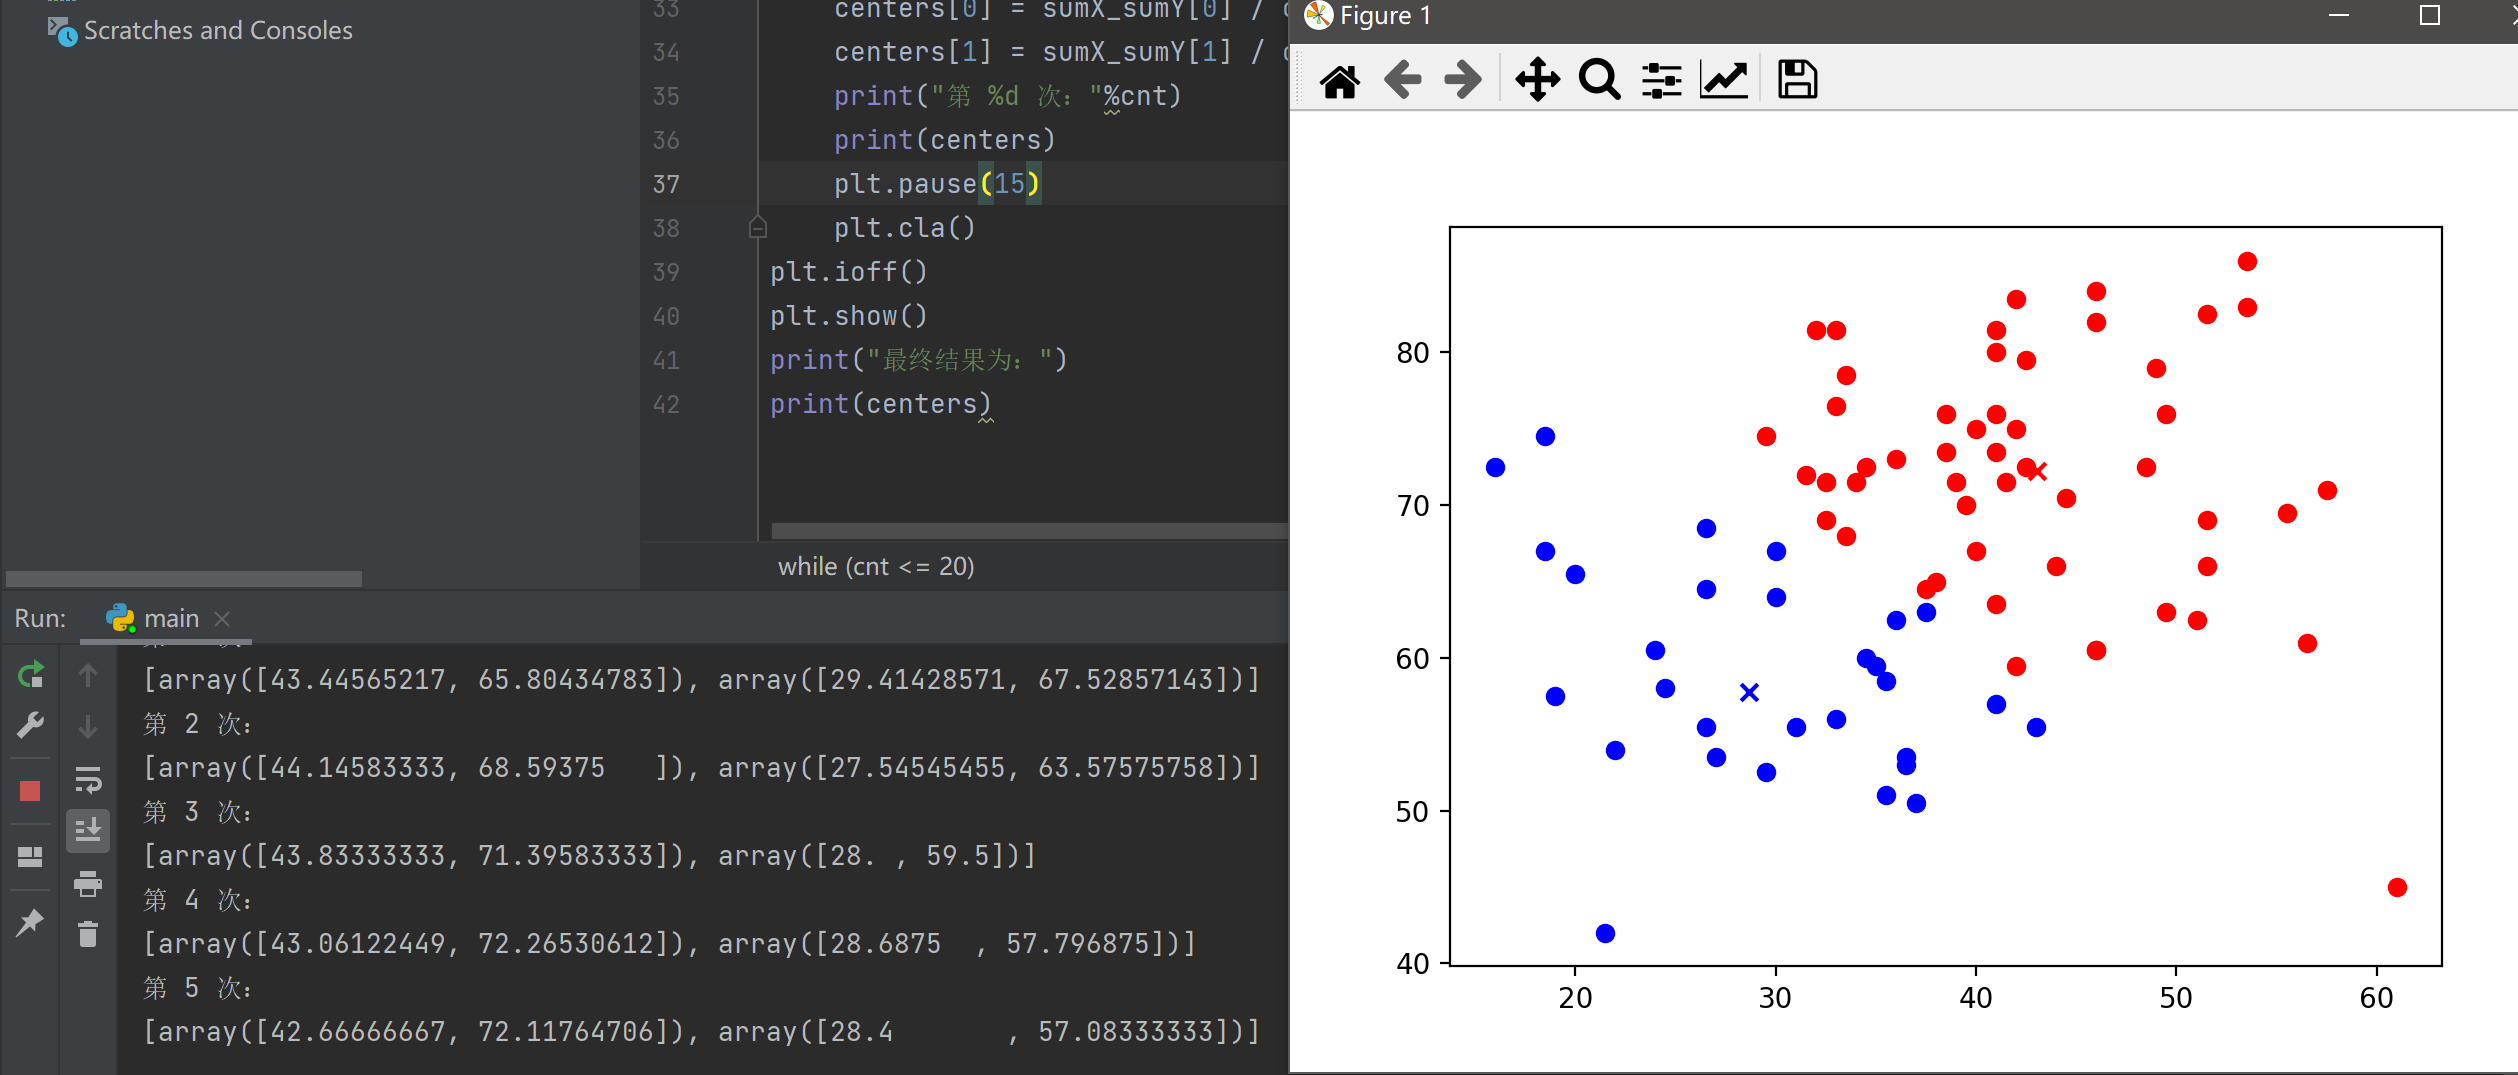 Scratches and Consoles
33 centers[0] = sumX_sumY[0] /
34 centers[1] = sumX_sumY[1] /
35 print("第 %d 次: "%cnt)
36 print(centers)
37 plt.pause(15)
38 plt.cla()
39 plt.ioff()
40 plt.show()
41 print("最终结果为: ")
42 print(centers)
while (cnt <= 20)
Run: main
[array([43.44565217, 65.80434783]), array([29.41428571, 67.52857143])]
第 2 次:
[array([44.14583333, 68.59375   ]), array([27.54545455, 63.57575758])]
第 3 次:
[array([43.83333333, 71.39583333]), array([28. , 59.5])]
第 4 次:
[array([43.06122449, 72.26530612]), array([28.6875  , 57.796875])]
第 5 次:
[array([42.66666667, 72.11764706]), array([28.4       , 57.08333333])]
Figure 1
80
70
60
50
40
20 30 40 50 60